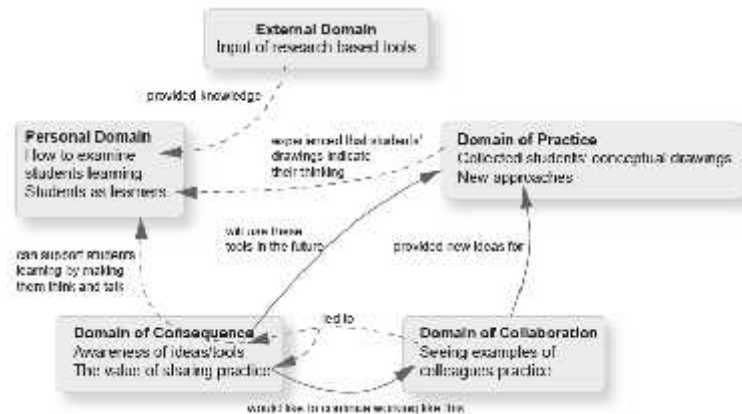 External Domain
Input of research based tools
provided knowledge
Personal Domain
How to examine
students learning
Students as learners
experienced that students'
drawings indicate
their thinking
Domain of Practice
Collected students' conceptual drawings
New approaches
can support students
learning by making
them think and talk
will use these
tools in the future
provided new ideas for
led to
Domain of Consequence
Awareness of ideas/tools
The value of sharing practice
Domain of Collaboration
Seeing examples of
colleagues practice
would like to continue working like this